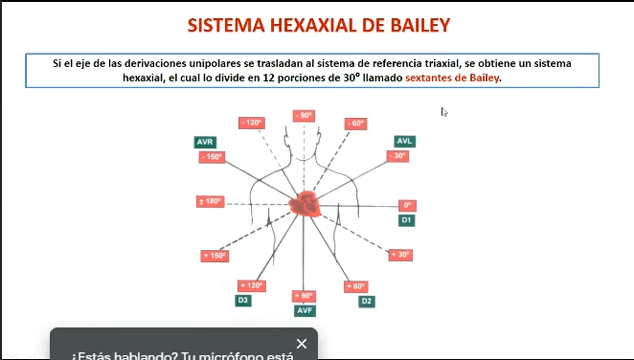 SISTEMA HEXAXIAL DE BAILEY
Si el eje de las derivaciones unipolares se trasladan al sistema de referencia triaxial, se obtiene un sistema
hexaxial, el cual lo divide en 12 porciones de 30º llamado sextantes de Bailey.
- 90°
- 120°
- 60°
AVR
AVL
- 150°
- 30°
± 180°
0°
D1
+ 150°
+ 30°
+ 120°
+ 60°
+ 90°
D3
D2
AVF
¿Estás hablando? Tu micrófono está